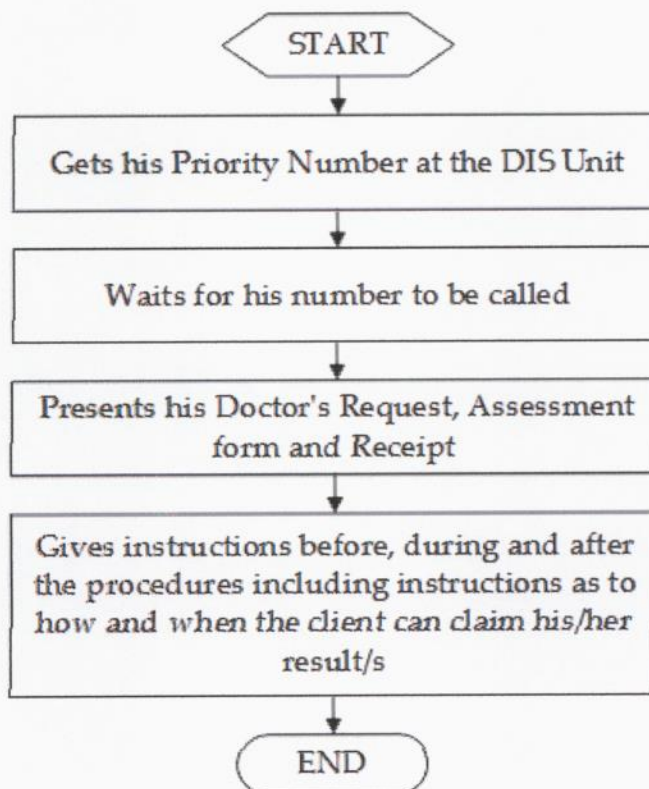 START
Gets his Priority Number at the DIS Unit
Waits for his number to be called
Presents his Doctor's Request, Assessment
form and Receipt
Gives instructions before, during and after
the procedures including instructions as to
how and when the client can claim his/her
result/s
END